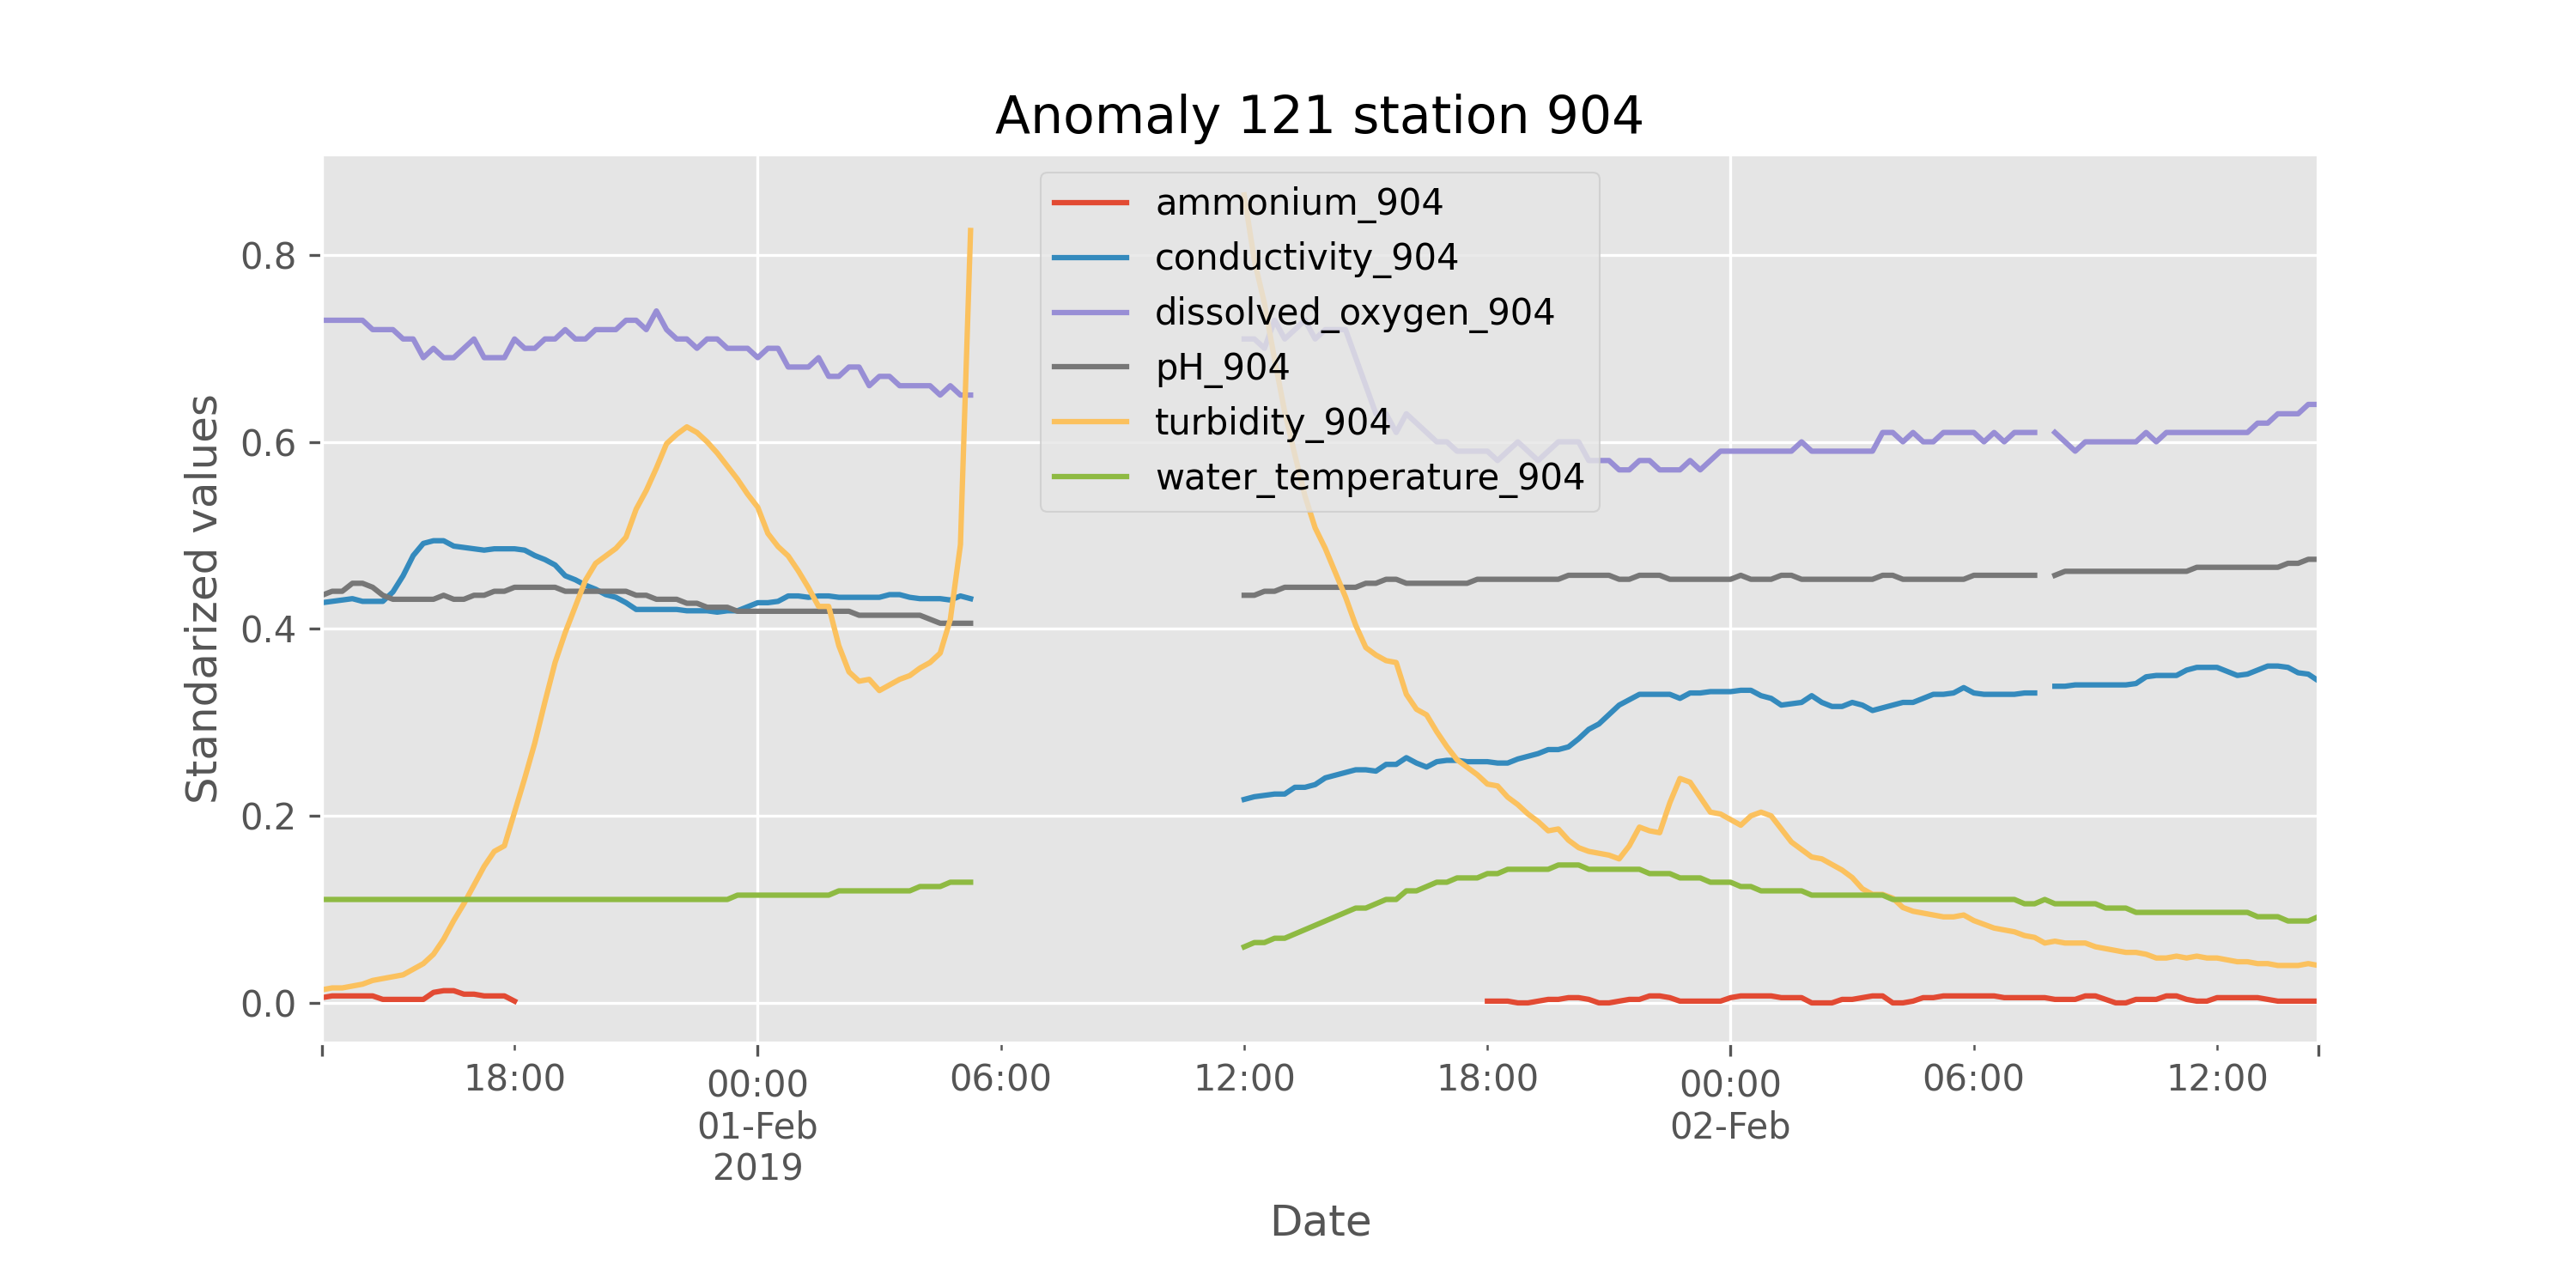 Anomaly 121 station 904
ammonium_904
conductivity_904
dissolved_oxygen_904
pH_904
turbidity_904
water_temperature_904
Standarized values
0.8
0.6
0.4
0.2
0.0
18:00
00:00
01-Feb
2019
06:00
12:00
18:00
00:00
02-Feb
06:00
12:00
Date